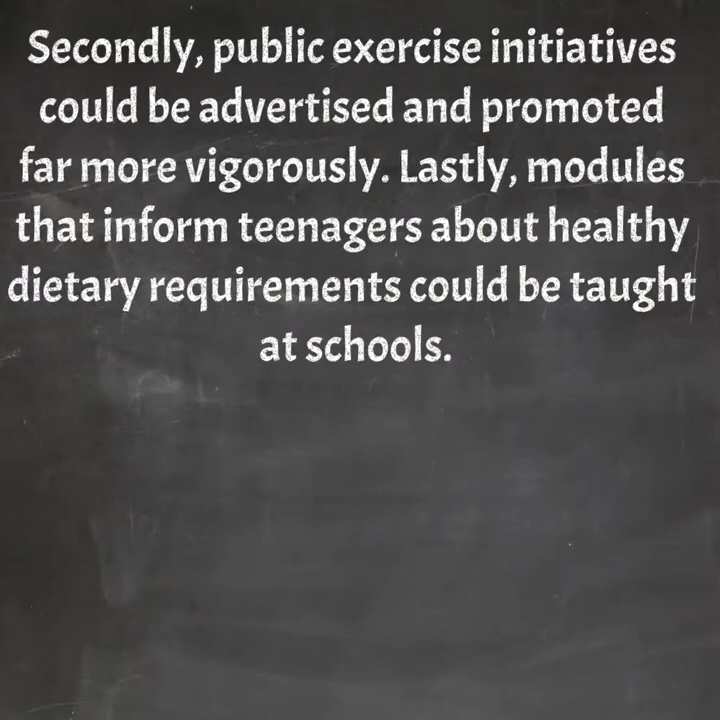 Secondly, public exercise initiatives
could be advertised and promoted
far more vigorously. Lastly, modules
that inform teenagers about healthy
dietary requirements could be taught
at schools.